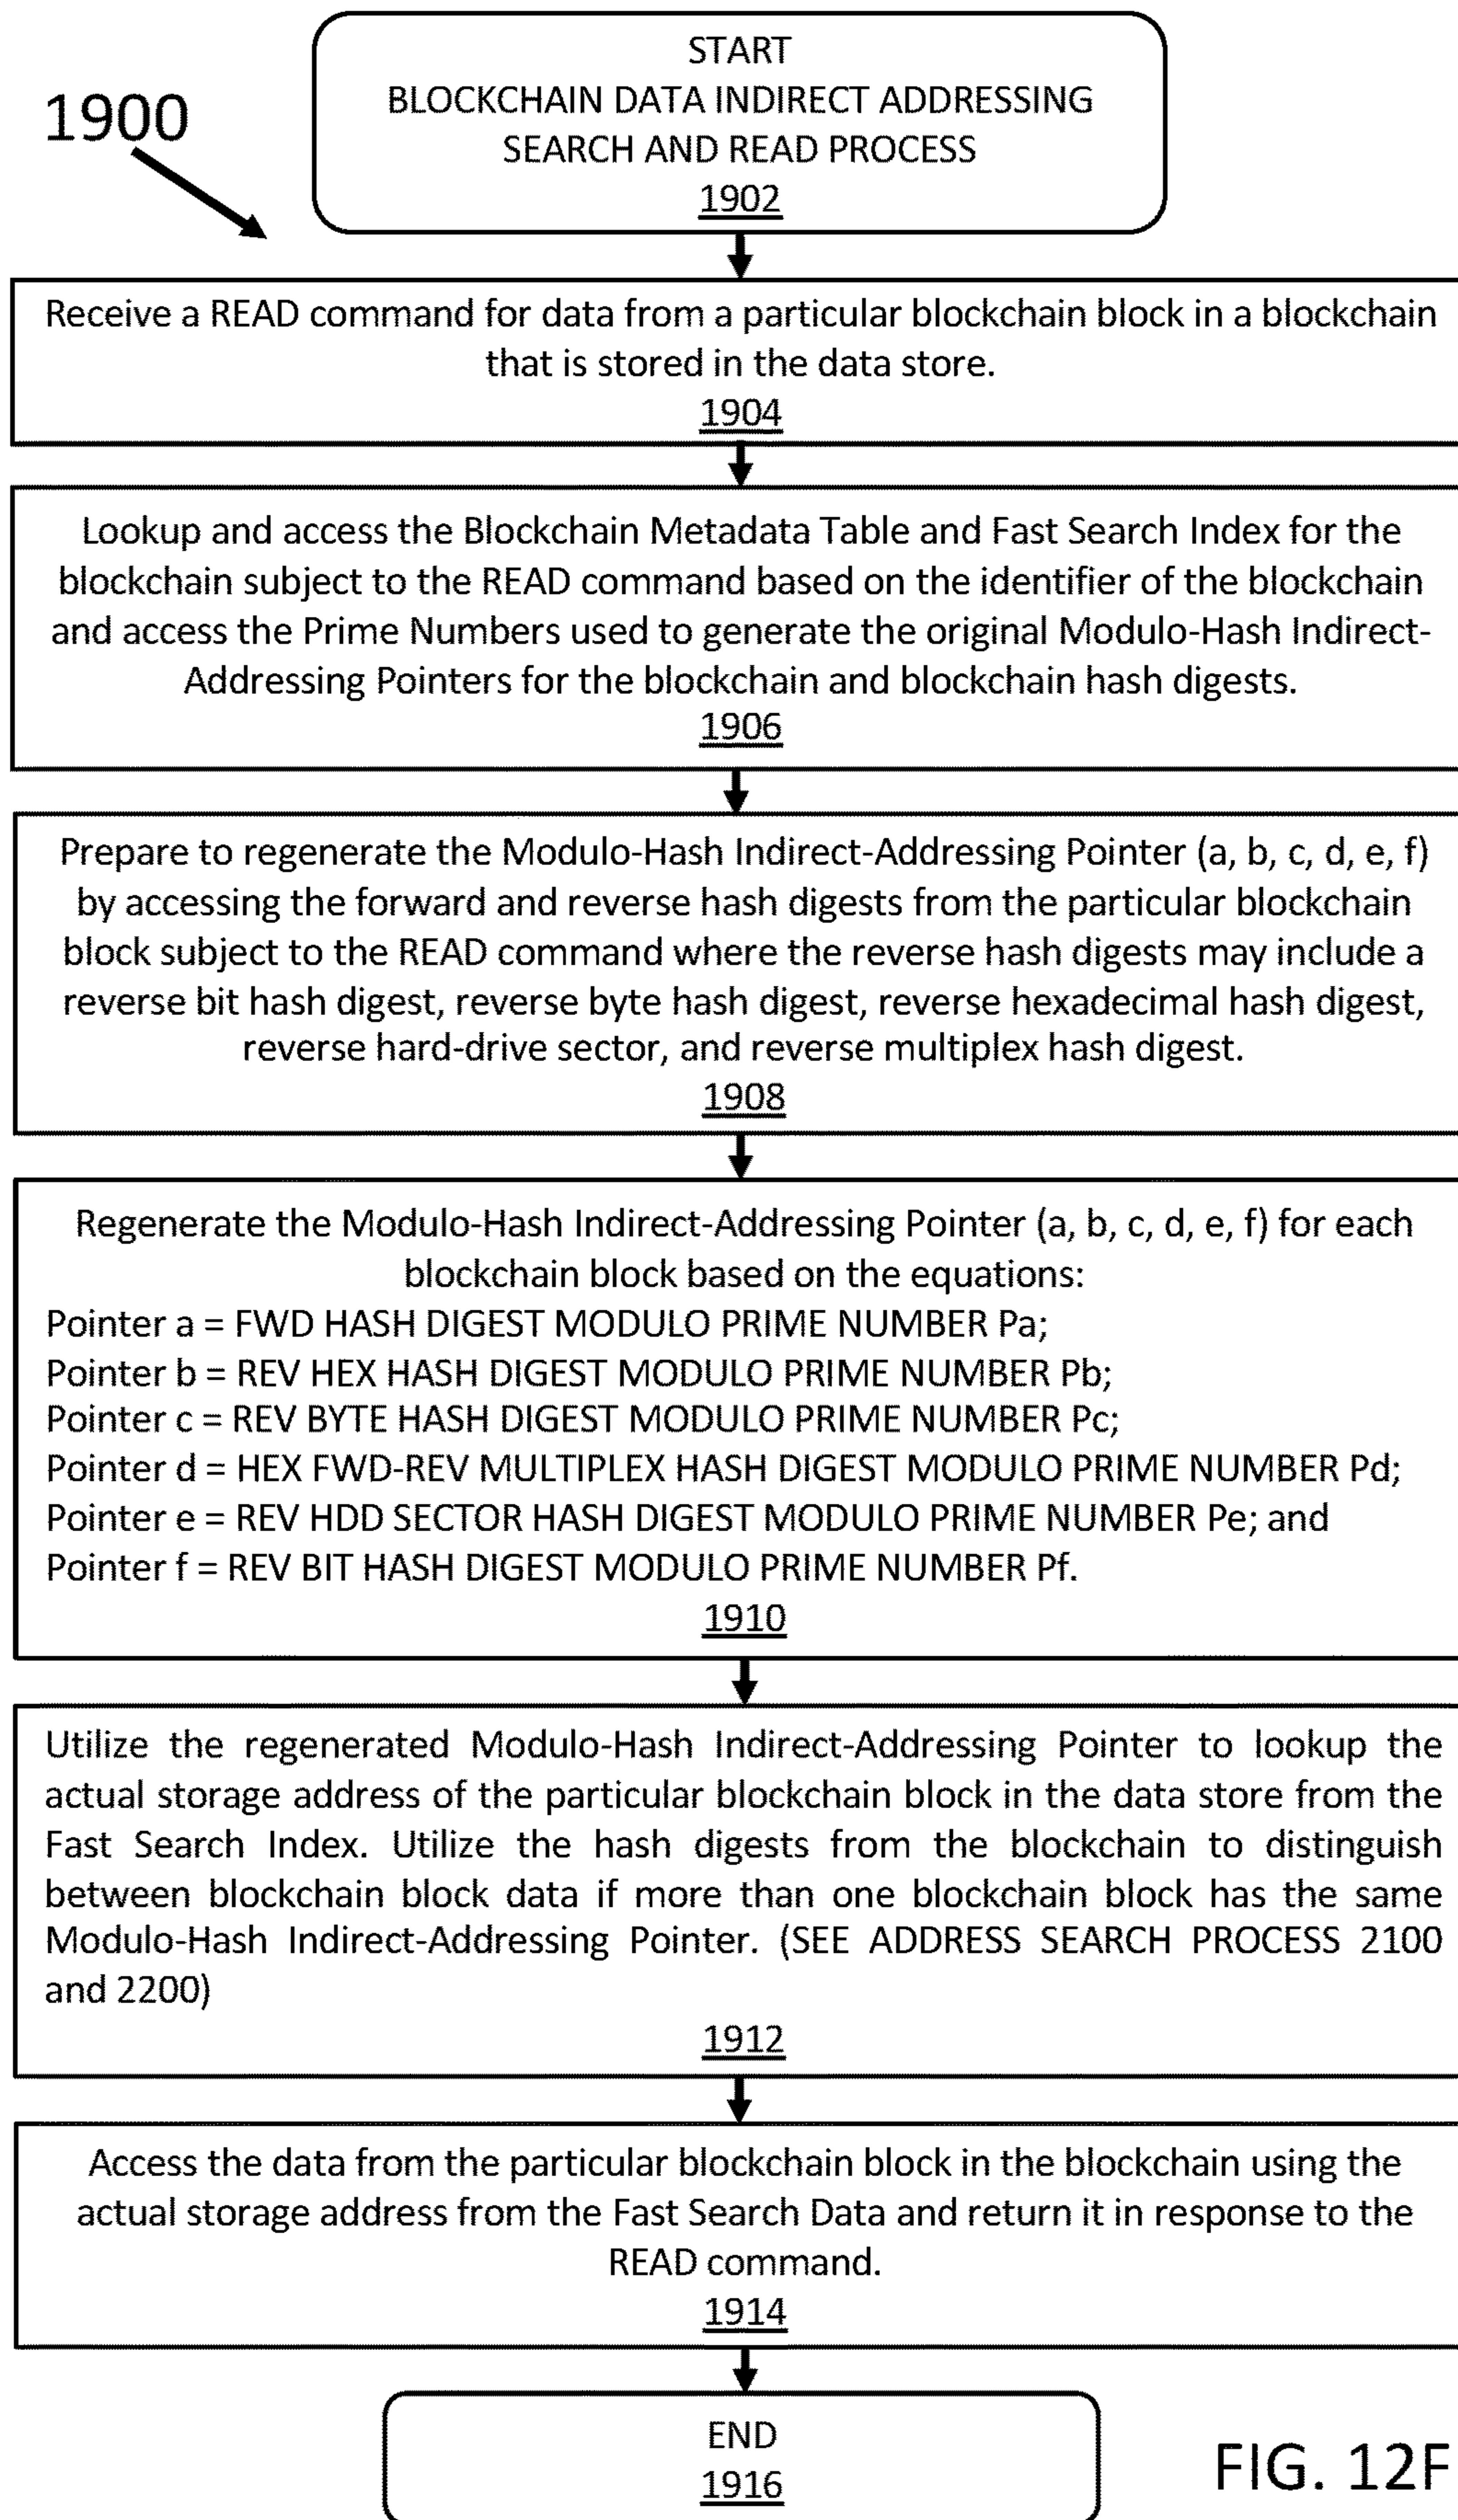 START
BLOCKCHAIN DATA INDIRECT ADDRESSING
SEARCH AND READ PROCESS
1902
1900
Receive a READ command for data from a particular blockchain block in a blockchain
that is stored in the data store.
1904
Lookup and access the Blockchain Metadata Table and Fast Search Index for the
blockchain subject to the READ command based on the identifier of the blockchain
and access the Prime Numbers used to generate the original Modulo-Hash Indirect-
Addressing Pointers for the blockchain and blockchain hash digests.
1906
Prepare to regenerate the Modulo-Hash Indirect-Addressing Pointer (a, b, c, d, e, f)
by accessing the forward and reverse hash digests from the particular blockchain
block subject to the READ command where the reverse hash digests may include a
reverse bit hash digest, reverse byte hash digest, reverse hexadecimal hash digest,
reverse hard-drive sector, and reverse multiplex hash digest.
1908
Regenerate the Modulo-Hash Indirect-Addressing Pointer (a, b, c, d, e, f) for each
blockchain block based on the equations:
Pointer a = FWD HASH DIGEST MODULO PRIME NUMBER Pa;
Pointer b = REV HEX HASH DIGEST MODULO PRIME NUMBER Pb;
Pointer c = REV BYTE HASH DIGEST MODULO PRIME NUMBER Pc;
Pointer d = HEX FWD-REV MULTIPLEX HASH DIGEST MODULO PRIME NUMBER Pd;
Pointer e = REV HDD SECTOR HASH DIGEST MODULO PRIME NUMBER Pe; and
Pointer f = REV BIT HASH DIGEST MODULO PRIME NUMBER Pf.
1910
Utilize the regenerated Modulo-Hash Indirect-Addressing Pointer to lookup the
actual storage address of the particular blockchain block in the data store from the
Fast Search Index. Utilize the hash digests from the blockchain to distinguish
between blockchain block data if more than one blockchain block has the same
Modulo-Hash Indirect-Addressing Pointer. (SEE ADDRESS SEARCH PROCESS 2100
and 2200)
1912
Access the data from the particular blockchain block in the blockchain using the
actual storage address from the Fast Search Data and return it in response to the
READ command.
1914
END
1916
FIG. 12F